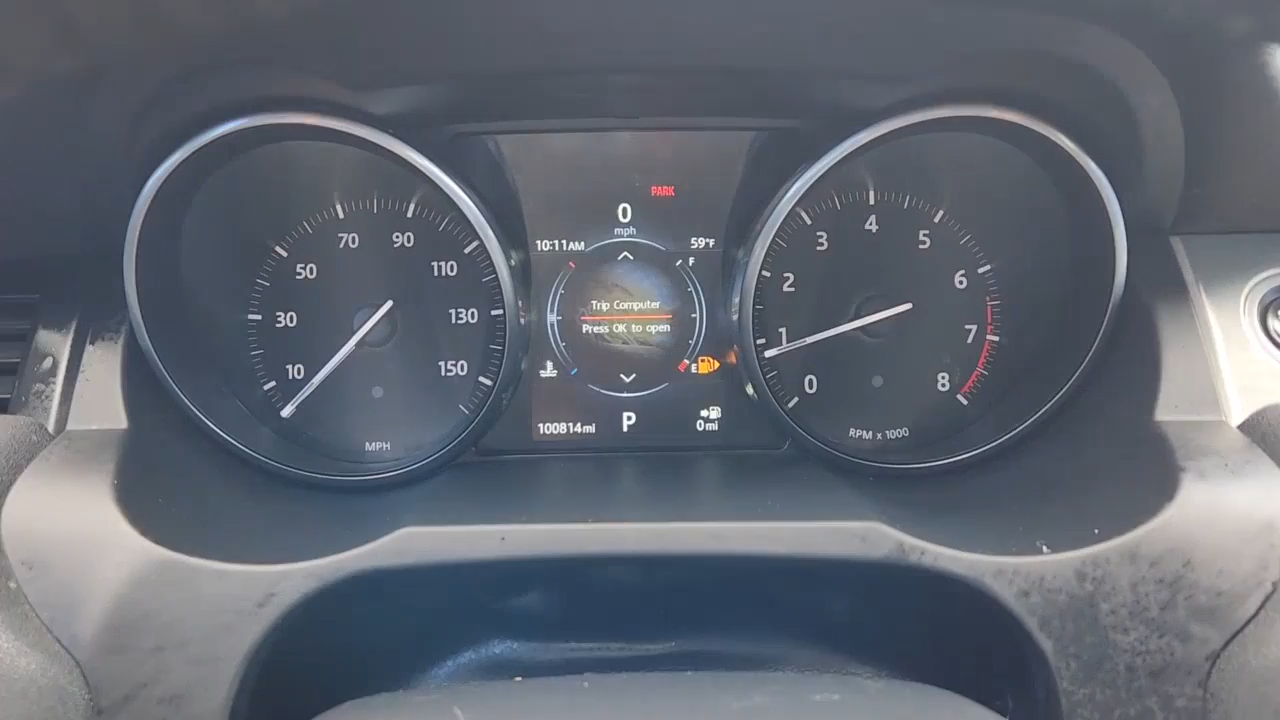 10 30 50 70 90 110 130 150
MPH
PARK
0
mph
10:11AM 59°F
F
Trip Computer
Press OK to open
E
100814mi P 0mi
0 1 2 3 4 5 6 7 8
RPM x 1000